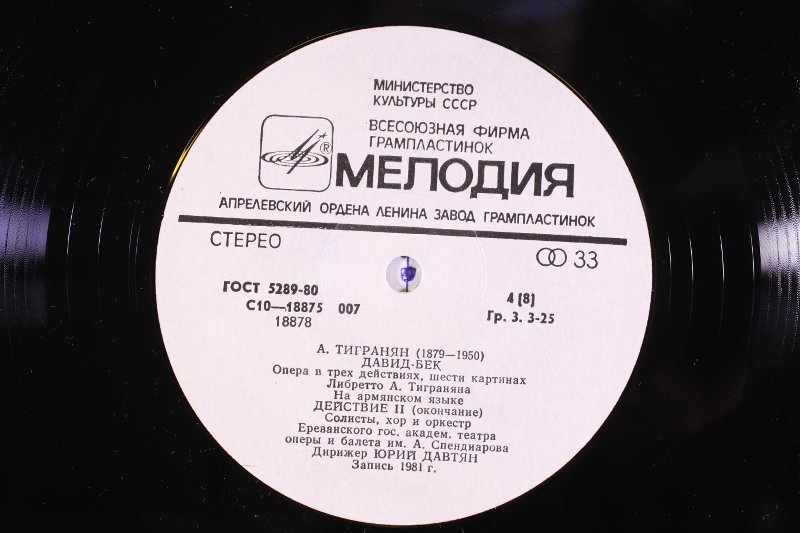 МИНИСТЕРСТВО
КУЛЬТУРЫ СССР
ВСЕСОЮЗНАЯ ФИРМА
ГРАМПЛАСТИНОК
®
МЕЛОДИЯ
АПРЕЛЕВСКИЙ ОРДЕНА ЛЕНИНА ЗАВОД ГРАМПЛАСТИНОК
СТЕРЕО
33
ГОСТ 5289-80
4 (8)
С10—18875 007
Гр. 3. 3-25
18878
А. ТИГРАНЯН (1879—1950)
ДАВИД-БЕК
Опера в трех действиях, шести картинах
Либретто А. Тиграняна
На армянском языке
ДЕЙСТВИЕ II (окончание)
Солисты, хор и оркестр
Ереванского гос. академ. театра
оперы и балета им. А. Спендиарова
Дирижер ЮРИЙ ДАВТЯН
Запись 1981 г.